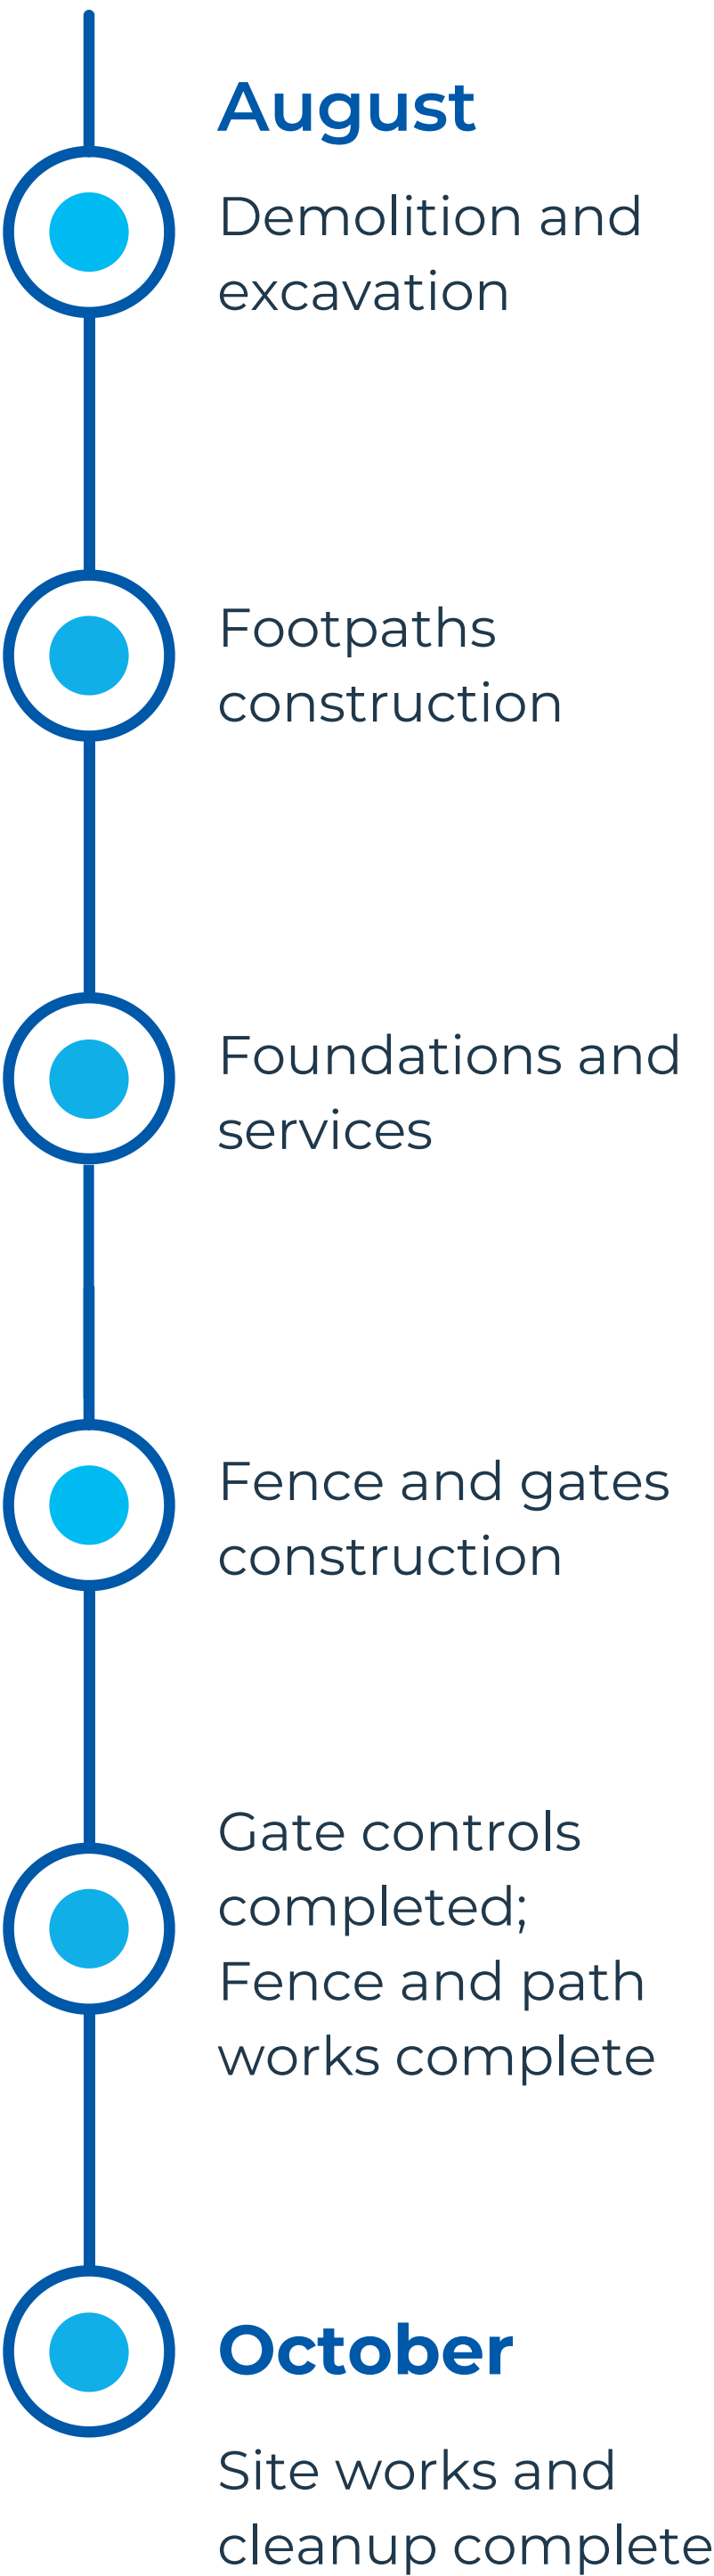 August
Demolition and
excavation
Footpaths
construction
Foundations and
services
Fence and gates
construction
Gate controls
completed;
Fence and path
works complete
October
Site works and
cleanup complete